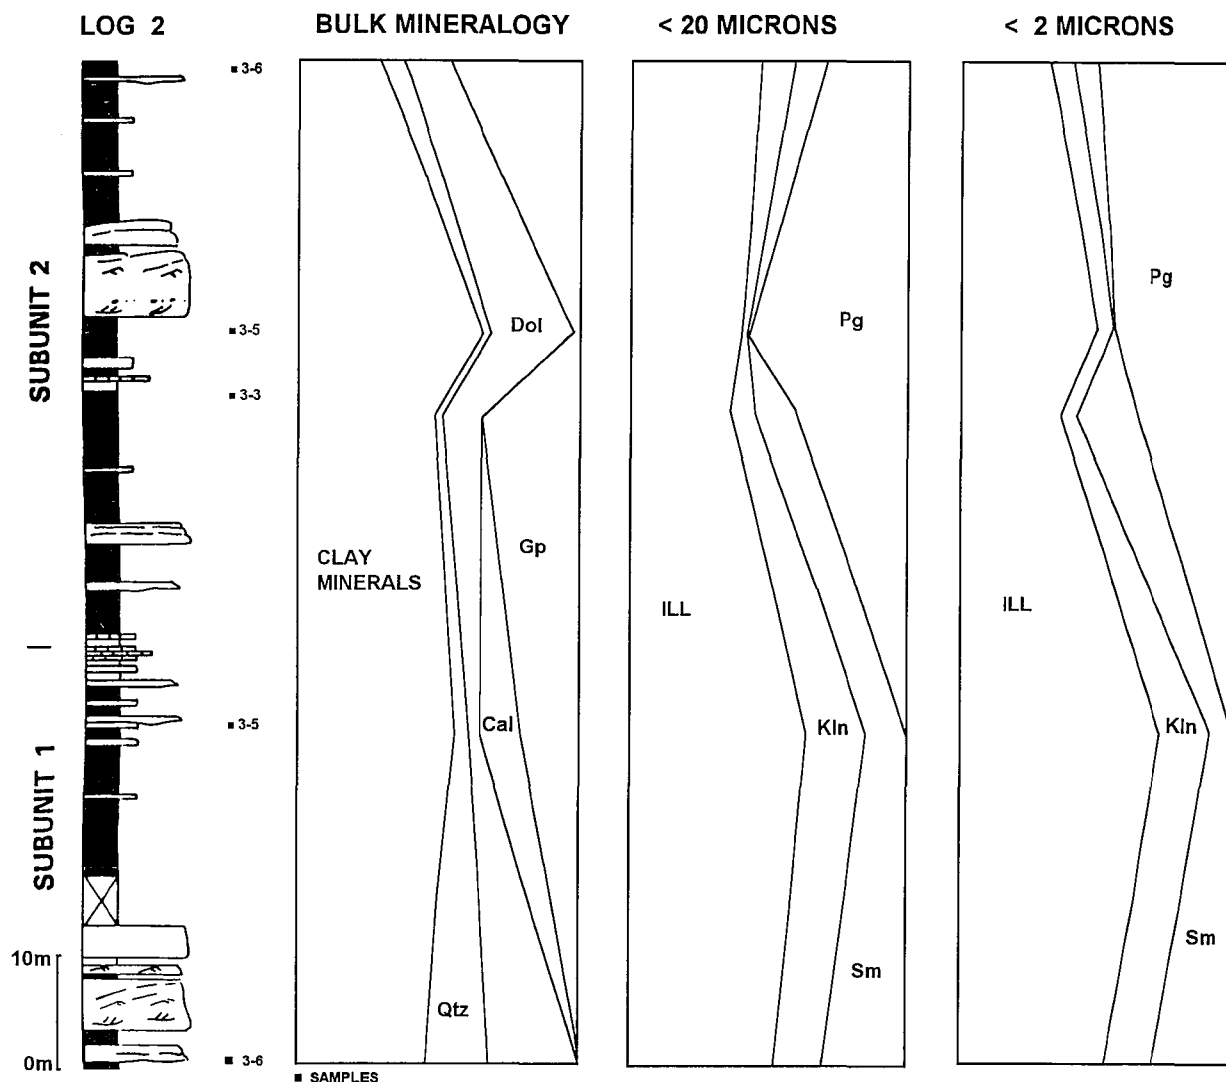 LOG 2
BULK MINERALOGY
< 20 MICRONS
< 2 MICRONS
3-6
Pg
SUBUNIT 2
Dol
Pg
3-5
3-3
Gp
CLAY
MINERALS
ILL
ILL
3-5
Cal
Kln
Kln
SUBUNIT 1
Sm
10m
Sm
Qtz
0m
3-6
SAMPLES